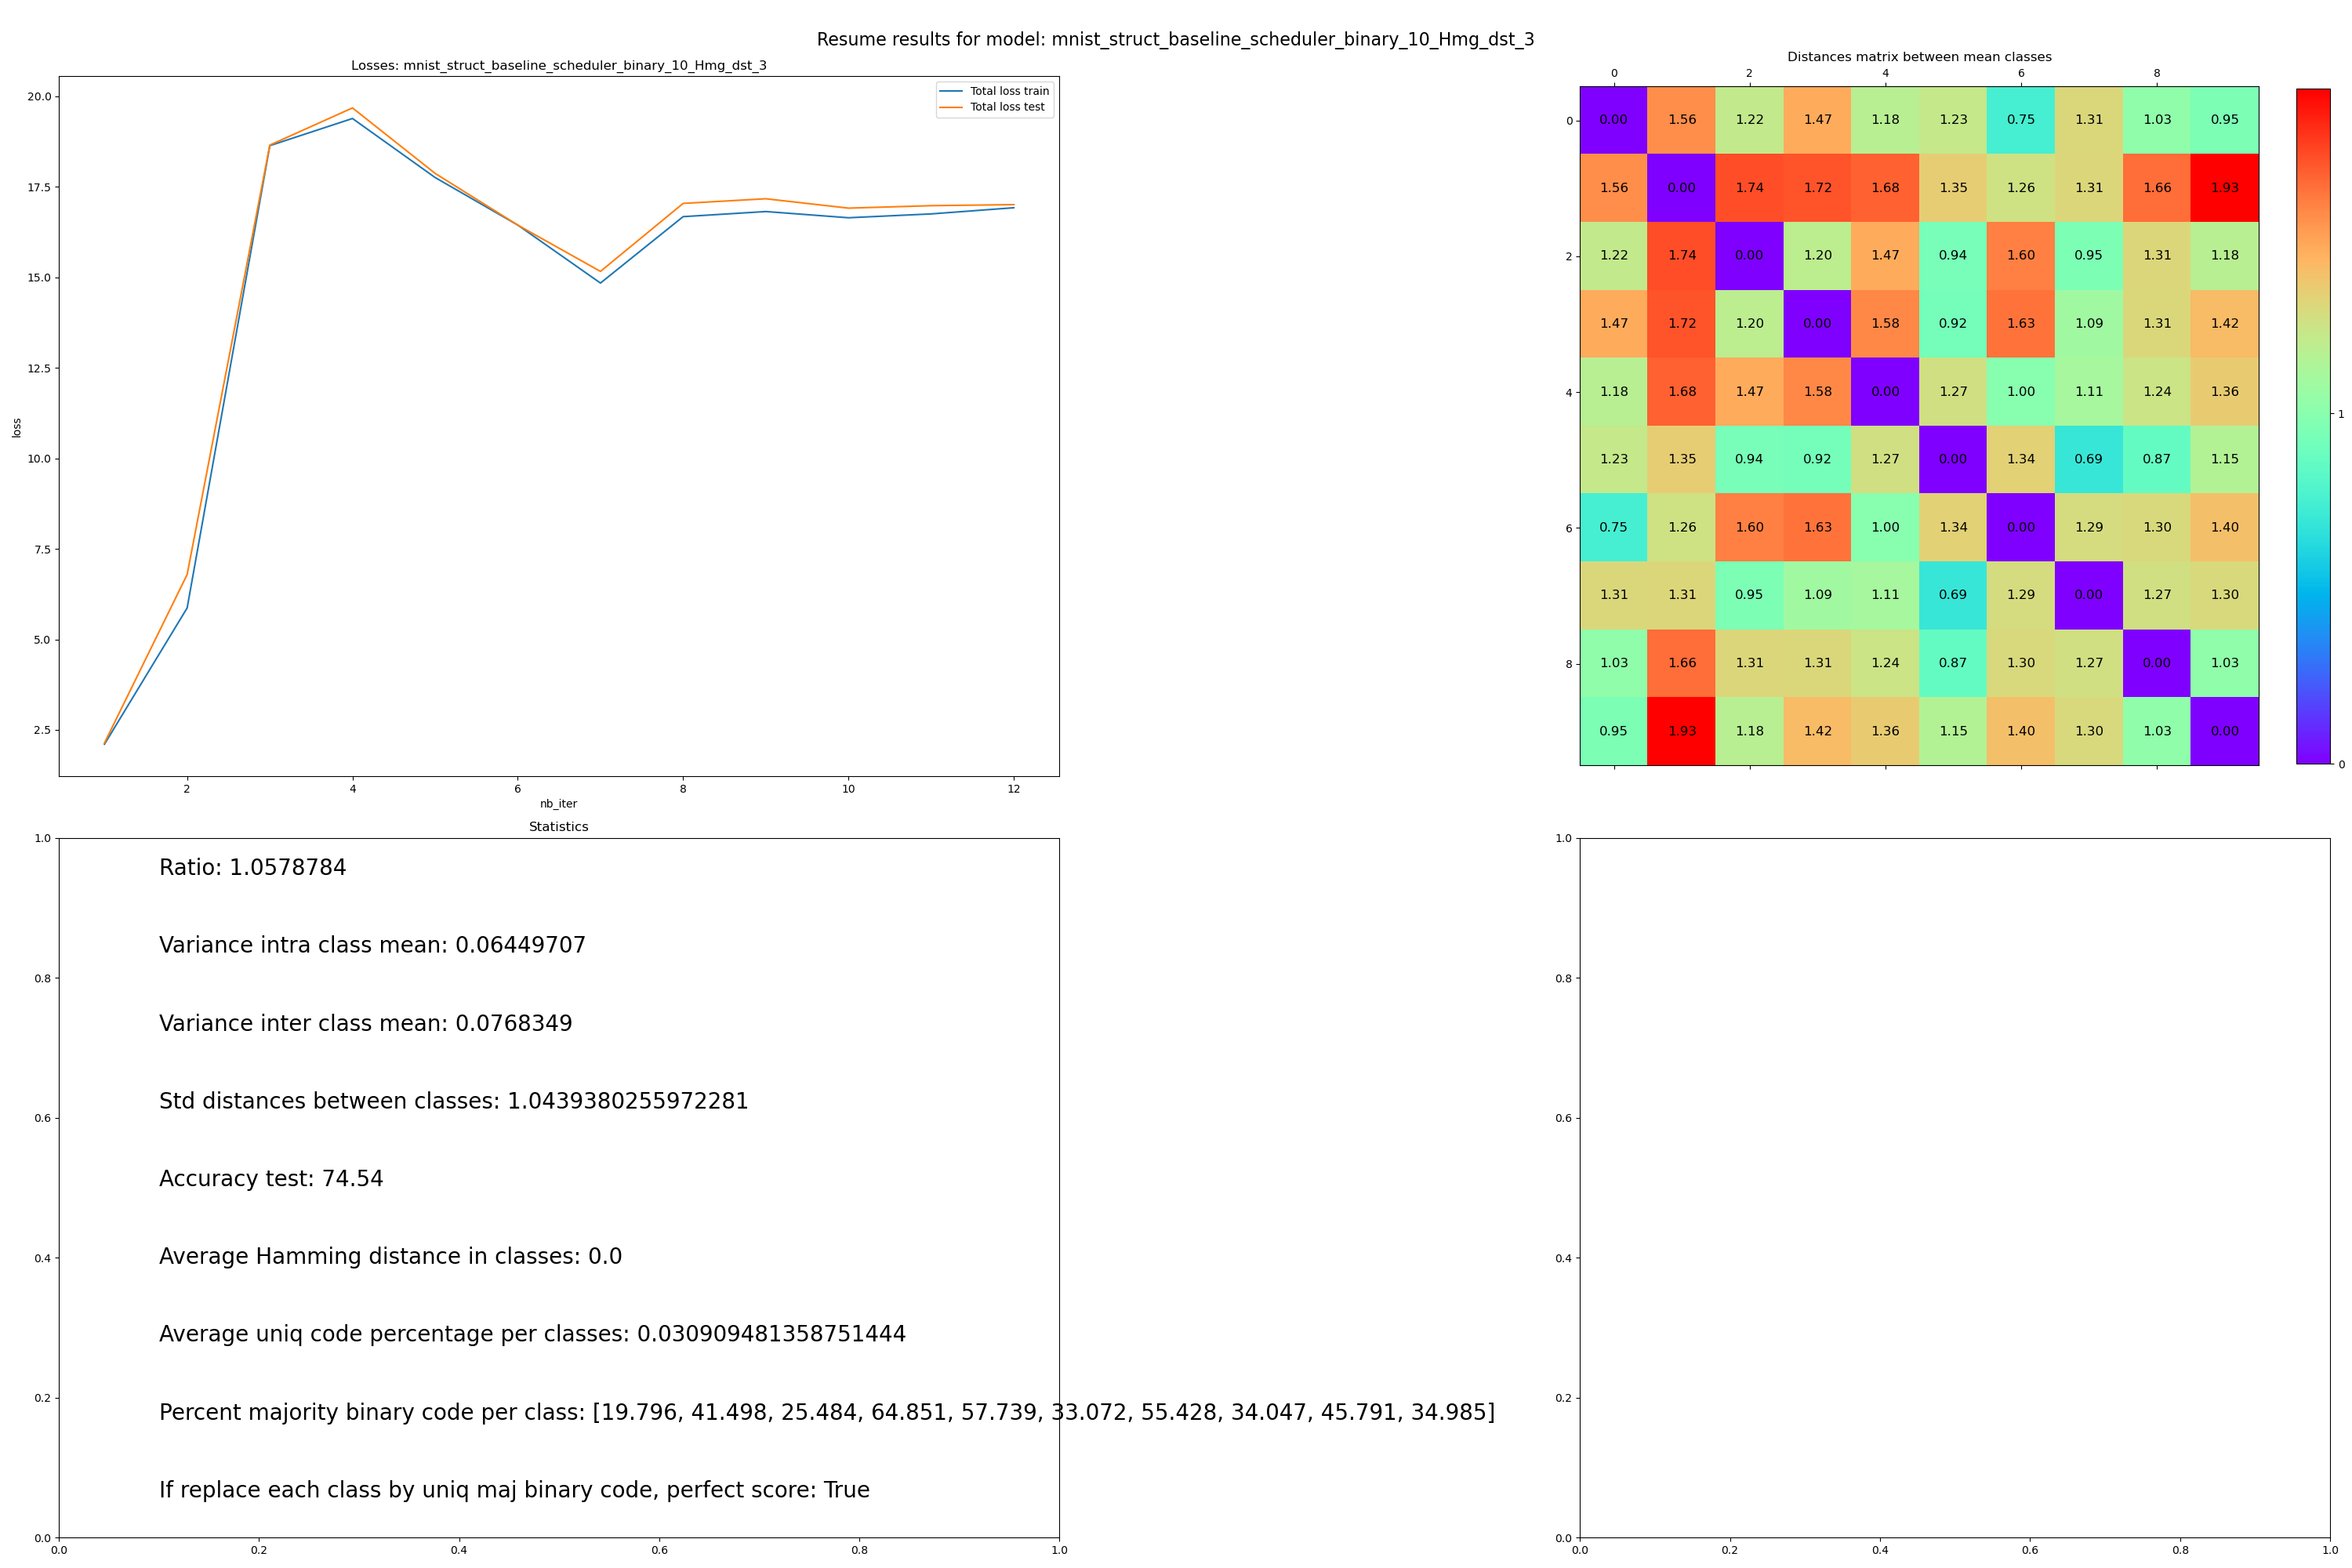 Resume results for model: mnist_struct_baseline_scheduler_binary_10_Hmg_dst_3
Losses: mnist_struct_baseline_scheduler_binary_10_Hmg_dst_3
Total loss train
Total loss test
20.0
17.5
15.0
12.5
10.0
7.5
5.0
2.5
loss
2 4 6 8 10 12
nb_iter
Distances matrix between mean classes
0 2 4 6 8
0 0.00 1.56 1.22 1.47 1.18 1.23 0.75 1.31 1.03 0.95
1.56 0.00 1.74 1.72 1.68 1.35 1.26 1.31 1.66 1.93
2 1.22 1.74 0.00 1.20 1.47 0.94 1.60 0.95 1.31 1.18
1.47 1.72 1.20 0.00 1.58 0.92 1.63 1.09 1.31 1.42
4 1.18 1.68 1.47 1.58 0.00 1.27 1.00 1.11 1.24 1.36
1.23 1.35 0.94 0.92 1.27 0.00 1.34 0.69 0.87 1.15
6 0.75 1.26 1.60 1.63 1.00 1.34 0.00 1.29 1.30 1.40
1.31 1.31 0.95 1.09 1.11 0.69 1.29 0.00 1.27 1.30
8 1.03 1.66 1.31 1.31 1.24 0.87 1.30 1.27 0.00 1.03
0.95 1.93 1.18 1.42 1.36 1.15 1.40 1.30 1.03 0.00
1
0
Statistics
1.0
0.8
0.6
0.4
0.2
0.0
Ratio: 1.0578784
Variance intra class mean: 0.06449707
Variance inter class mean: 0.0768349
Std distances between classes: 1.0439380255972281
Accuracy test: 74.54
Average Hamming distance in classes: 0.0
Average uniq code percentage per classes: 0.030909481358751444
Percent majority binary code per class: [19.796, 41.498, 25.484, 64.851, 57.739, 33.072, 55.428, 34.047, 45.791, 34.985]
If replace each class by uniq maj binary code, perfect score: True
0.0 0.2 0.4 0.6 0.8 1.0
1.0
0.8
0.6
0.4
0.2
0.0
0.0 0.2 0.4 0.6 0.8 1.0